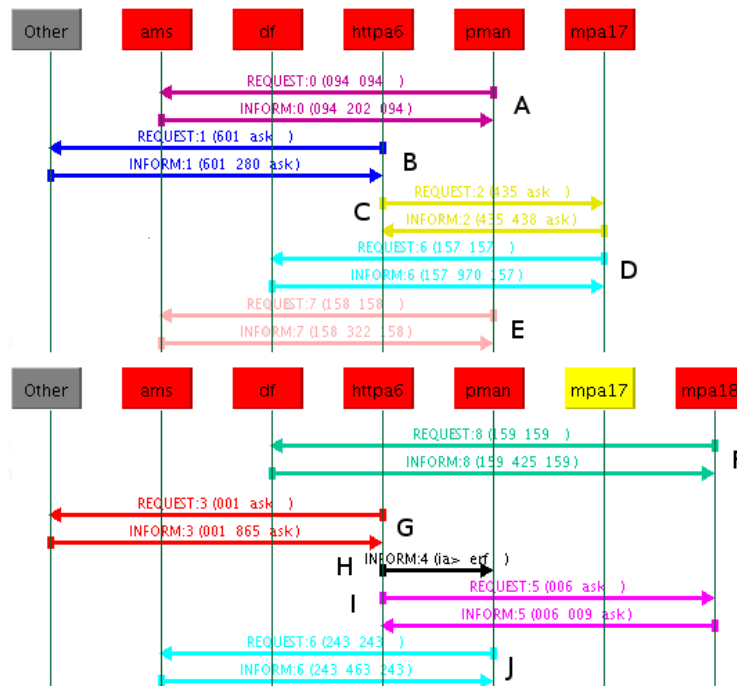 Other ams df httpa6 pman mpa17
REQUEST:0 (094 094 )
INFORM:0 (094 202 094)
A
REQUEST:1 (601 ask )
INFORM:1 (601 280 ask)
B
REQUEST:2 (435 ask )
INFORM:2 (435 438 ask)
C
REQUEST:6 (157 157 )
INFORM:6 (157 970 157)
D
REQUEST:7 (158 158 )
INFORM:7 (158 322 158)
E
Other ams df httpa6 pman mpa17 mpa18
REQUEST:8 (159 159 )
INFORM:8 (159 425 159)
F
REQUEST:3 (001 ask )
INFORM:3 (001 865 ask)
G
INFORM:4 (ia> erf )
H
REQUEST:5 (006 ask )
INFORM:5 (006 009 ask)
I
REQUEST:6 (243 243 )
INFORM:6 (243 463 243)
J